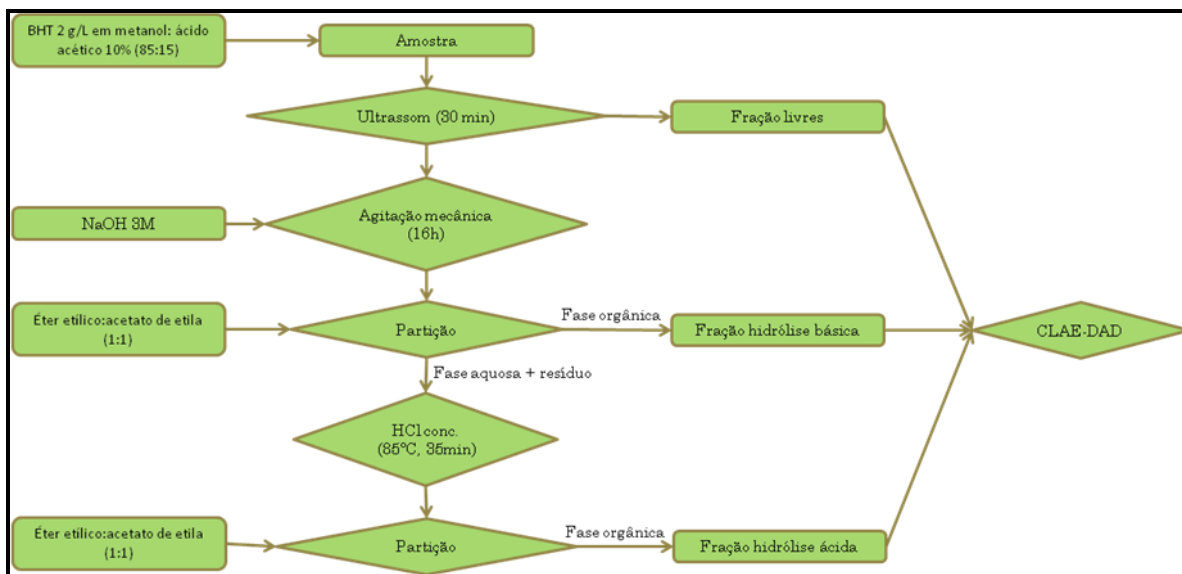 BHT 2 g/L em metanol: ácido
acético 10% (85:15)
Amostra
Ultrassom (30 min)
Fração livres
NaOH 3M
Agitação mecânica
(16h)
Éter etílico:acetato de etila
(1:1)
Partição
Fase orgânica
Fração hidrólise básica
CLAE-DAD
Fase aquosa + resíduo
HCl conc.
(85ºC, 35min)
Éter etílico:acetato de etila
(1:1)
Partição
Fase orgânica
Fração hidrólise ácida